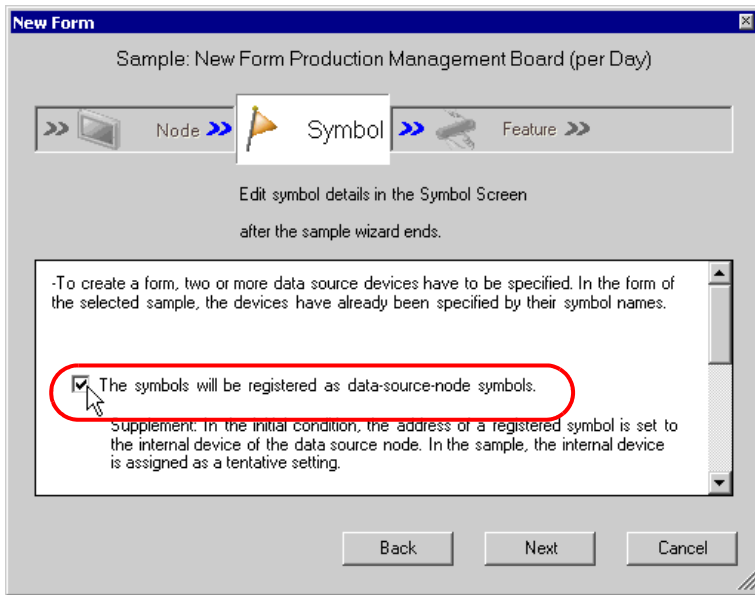 New Form
Sample: New Form Production Management Board (per Day)
>> Node >> Symbol >> Feature >>
Edit symbol details in the Symbol Screen
after the sample wizard ends.
-To create a form, two or more data source devices have to be specified. In the form of
the selected sample, the devices have already been specified by their symbol names.
The symbols will be registered as data-source-node symbols.
Supplement: In the initial condition, the address of a registered symbol is set to
the internal device of the data source node. In the sample, the internal device
is assigned as a tentative setting.
Back Next Cancel